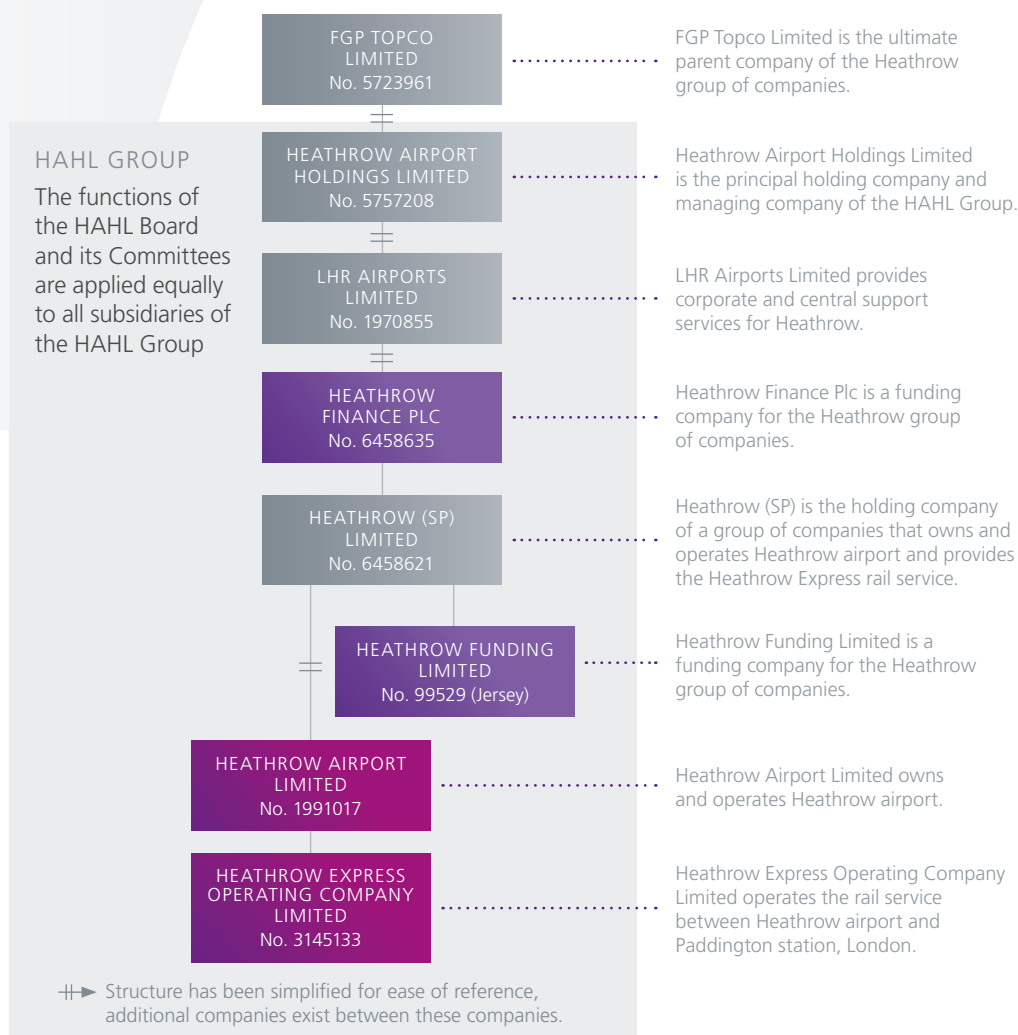 FGP TOPCO
LIMITED
No. 5723961
FGP Topco Limited is the ultimate
parent company of the Heathrow
group of companies.
HAHL GROUP
The functions of
the HAHL Board
and its Committees
are applied equally
to all subsidiaries of
the HAHL Group
HEATHROW AIRPORT
HOLDINGS LIMITED
No. 5757208
Heathrow Airport Holdings Limited
is the principal holding company and
managing company of the HAHL Group.
LHR AIRPORTS
LIMITED
No. 1970855
LHR Airports Limited provides
corporate and central support
services for Heathrow.
HEATHROW
FINANCE PLC
No. 6458635
Heathrow Finance Plc is a funding
company for the Heathrow group
of companies.
HEATHROW (SP)
LIMITED
No. 6458621
Heathrow (SP) is the holding company
of a group of companies that owns and
operates Heathrow airport and provides
the Heathrow Express rail service.
HEATHROW FUNDING
LIMITED
No. 99529 (Jersey)
Heathrow Funding Limited is a
funding company for the Heathrow
group of companies.
HEATHROW AIRPORT
LIMITED
No. 1991017
Heathrow Airport Limited owns
and operates Heathrow airport.
HEATHROW EXPRESS
OPERATING COMPANY
LIMITED
No. 3145133
Heathrow Express Operating Company
Limited operates the rail service
between Heathrow airport and
Paddington station, London.
Structure has been simplified for ease of reference,
additional companies exist between these companies.